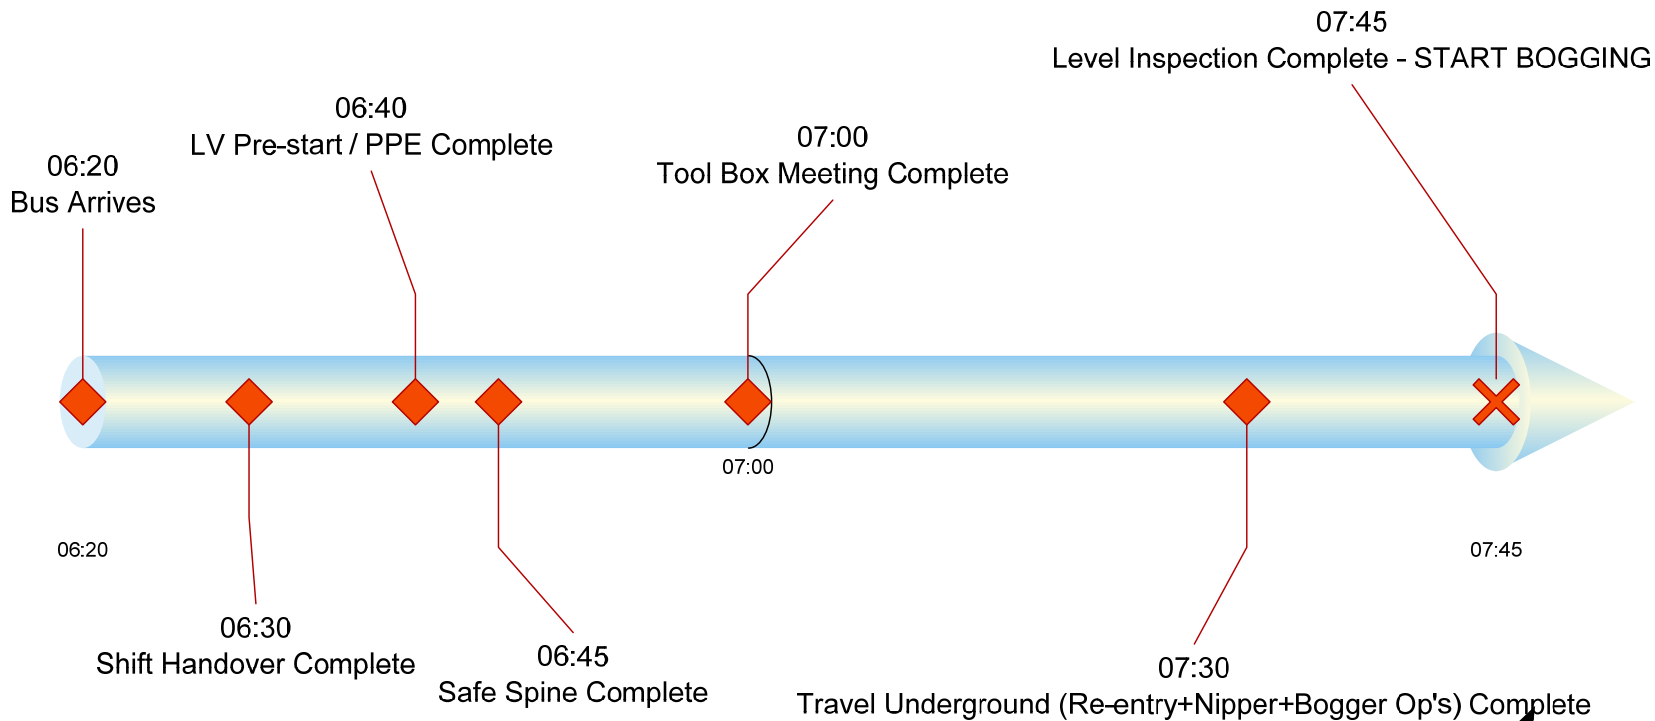 07:45
Level Inspection Complete - START BOGGING
06:40
LV Pre-start / PPE Complete
07:00
Tool Box Meeting Complete
06:20
Bus Arrives
07:00
06:20
07:45
06:30
Shift Handover Complete
06:45
Safe Spine Complete
07:30
Travel Underground (Re-entry+Nipper+Bogger Op's) Complete